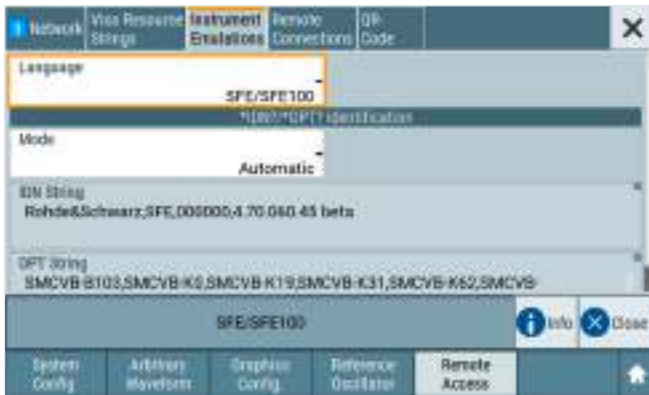 Network
Visa Resource Strings
Instrument Emulations
Remote Connections
QR- Code
Language
SFE/SFE100
*IDN?/*OPT? Identification
Mode
Automatic
IDN String
Rohde&Schwarz,SFE,000000,4.70.060.45 beta
OPT String
SMCVB-B103,SMCVB-K5,SMCVB-K19,SMCVB-K31,SMCVB-K62,SMCVB-
SFE/SFE100
Info
Close
System Config
Arbitrary Waveform
Graphics Config.
Reference Oscillator
Remote Access